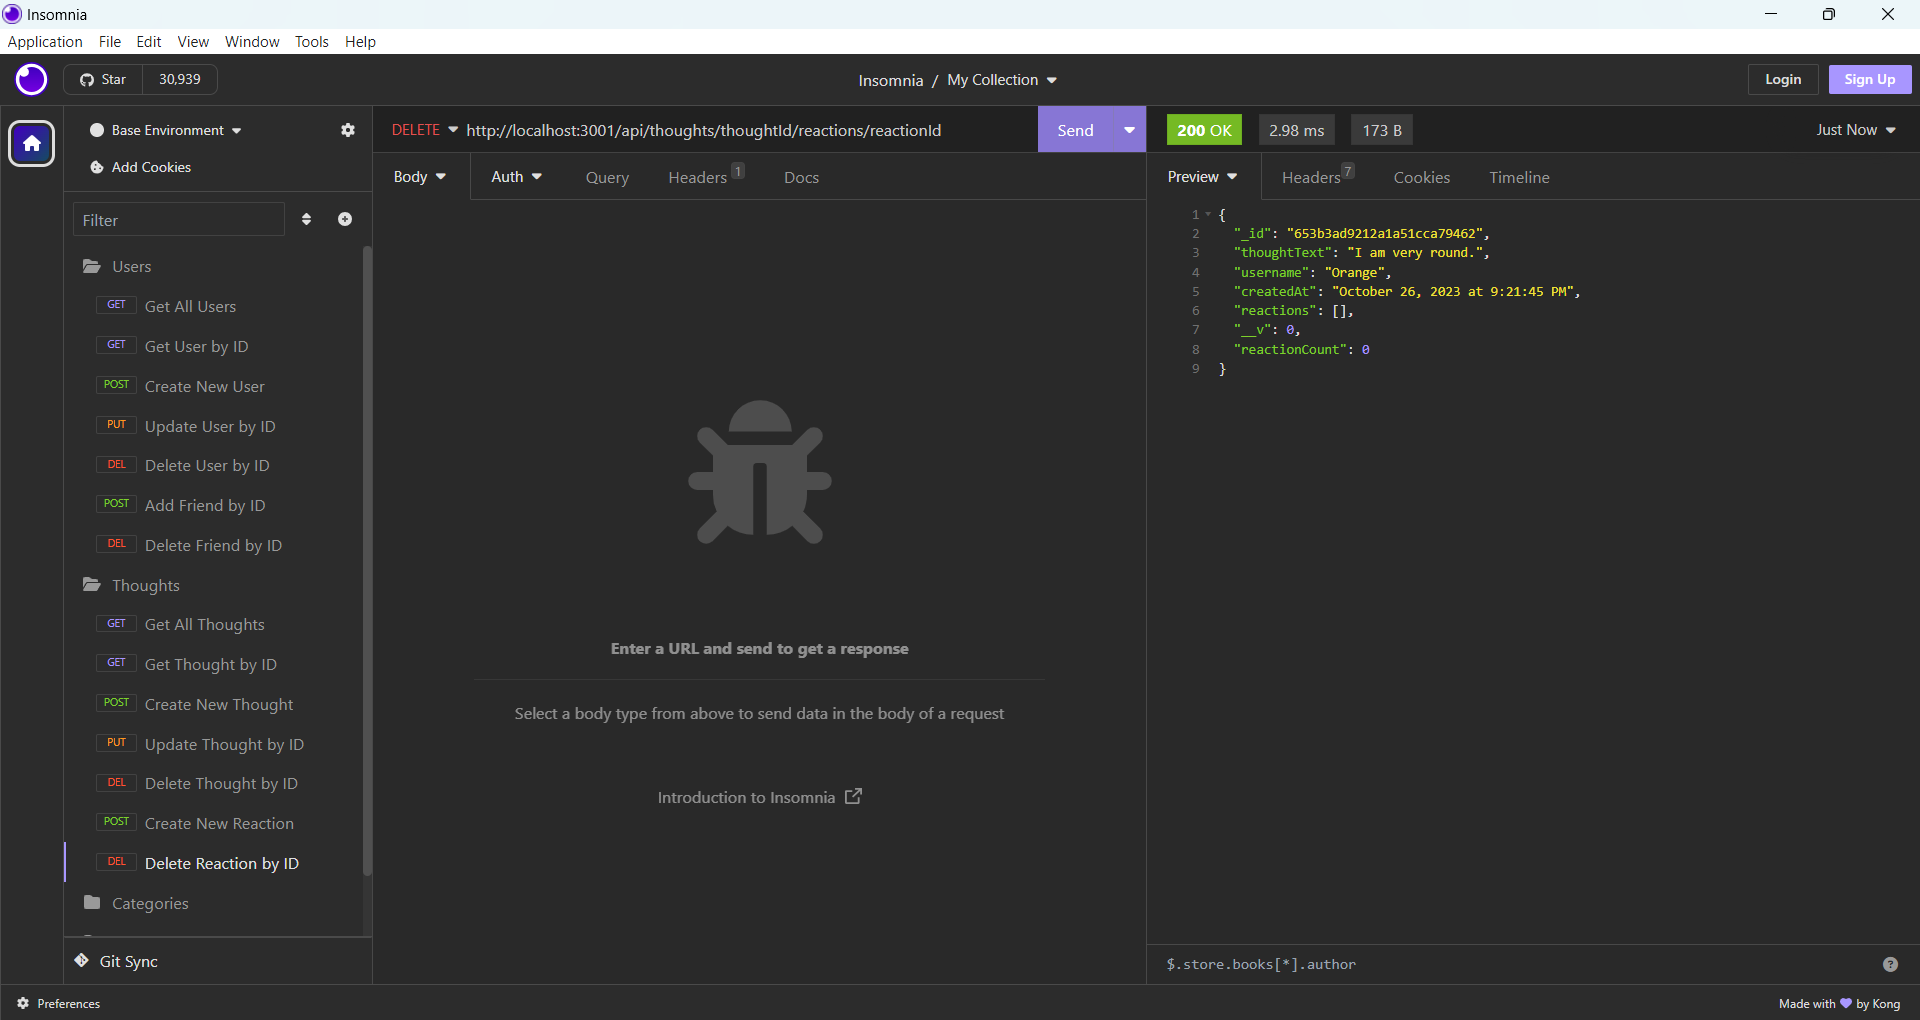 Insomnia
Application File Edit View Window Tools Help
Star 30,939
Insomnia / My Collection
Login Sign Up
Base Environment
Add Cookies
Filter
Users
GET Get All Users
GET Get User by ID
POST Create New User
PUT Update User by ID
DEL Delete User by ID
POST Add Friend by ID
DEL Delete Friend by ID
Thoughts
GET Get All Thoughts
GET Get Thought by ID
POST Create New Thought
PUT Update Thought by ID
DEL Delete Thought by ID
POST Create New Reaction
DEL Delete Reaction by ID
Categories
Git Sync
DELETE http://localhost:3001/api/thoughts/thoughtId/reactions/reactionId Send
Body Auth Query Headers 1 Docs
Enter a URL and send to get a response
Select a body type from above to send data in the body of a request
Introduction to Insomnia
200 OK 2.98 ms 173 B Just Now
Preview Headers 7 Cookies Timeline
1 {
2 "_id": "653b3ad9212a1a51cca79462",
3 "thoughtText": "I am very round.",
4 "username": "Orange",
5 "createdAt": "October 26, 2023 at 9:21:45 PM",
6 "reactions": [],
7 "__v": 0,
8 "reactionCount": 0
9 }
$.store.books[*].author ?
Preferences
Made with 💜 by Kong